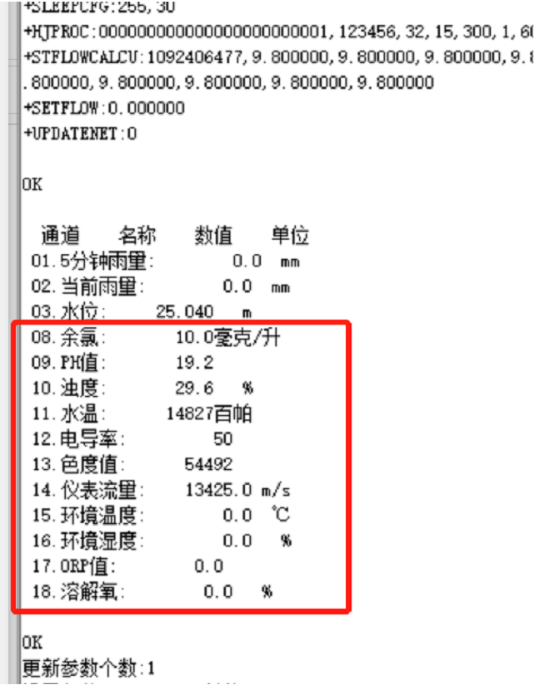 +SLEEPCFG:255,30
+HJPROC:0000000000000000000000001,123456,32,15,300,1,60
+STFLOWCALCU:1092406477,9.800000,9.800000,9.800000,9.8
.800000,9.800000,9.800000,9.800000,9.800000
+SETFLOW:0.000000
+UPDATENET:0
OK
通道 名称 数值 单位
01.5分钟雨量: 0.0 mm
02.当前雨量: 0.0 mm
03.水位: 25.040 m
08.余氯: 10.0毫克/升
09.PH值: 19.2
10.浊度: 29.6 %
11.水温: 14827百帕
12.电导率: 50
13.色度值: 54492
14.仪表流量: 13425.0 m/s
15.环境温度: 0.0 ℃
16.环境湿度: 0.0 %
17.ORP值: 0.0
18.溶解氧: 0.0 %
OK
更新参数个数:1